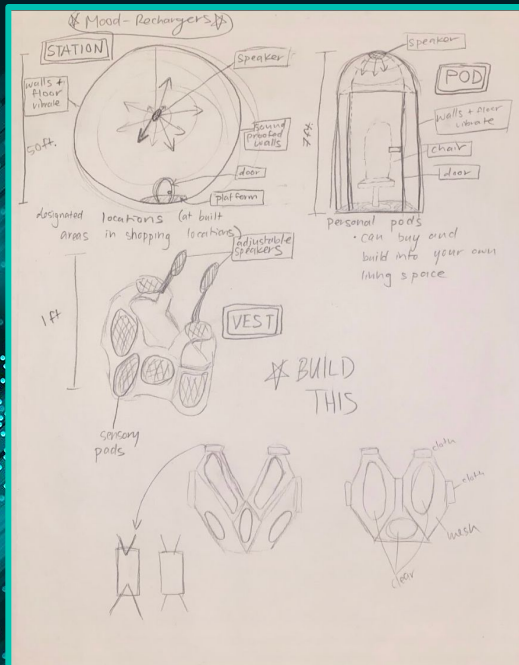 Mood-Rechargers
STATION
speaker
walls + floor vibrate
50ft.
sound proofed walls
door
platform
designated locations (at built
areas in shopping locations)
speaker
POD
7ft.
walls + floor vibrate
chair
door
personal pods
• can buy and
build into your own
living space
adjustable speakers
1ft
VEST
sensory
pods
BUILD
THIS
cloth
cloth
mesh
clear